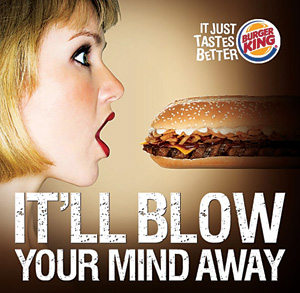 IT JUST
TASTES
BETTER
BURGER
KING
IT'LL BLOW
YOUR MIND AWAY